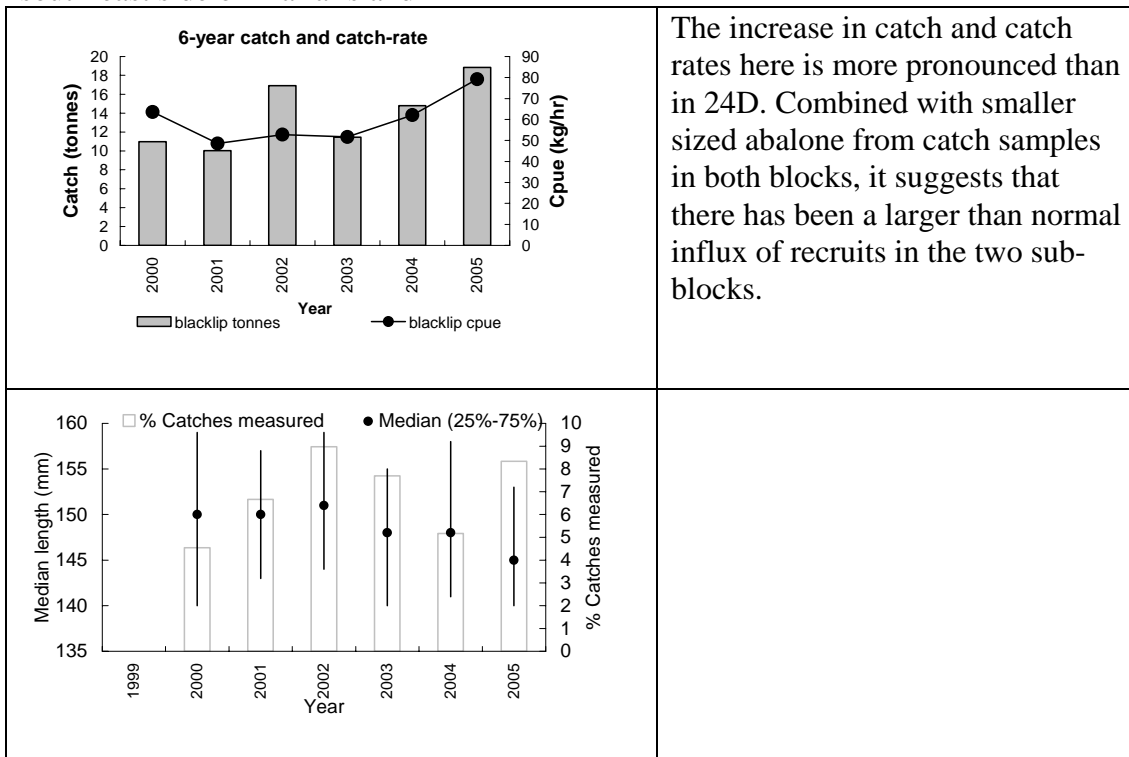 6-year catch and catch-rate
20
18
16
14
12
10
8
6
4
2
0
Catch (tonnes)
90
80
70
60
50
40
30
20
10
0
Cpue (kg/hr)
2000
2001
2002
2003
2004
2005
Year
blacklip tonnes
blacklip cpue
The increase in catch and catch
rates here is more pronounced than
in 24D. Combined with smaller
sized abalone from catch samples
in both blocks, it suggests that
there has been a larger than normal
influx of recruits in the two sub-
blocks.
% Catches measured
Median (25%-75%)
160
155
150
145
140
135
Median length (mm)
10
9
8
7
6
5
4
3
2
1
0
% Catches measured
1999
2000
2001
2002
2003
2004
2005
Year